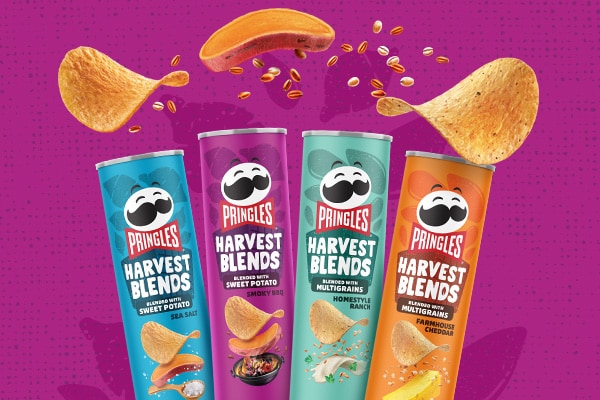 PRINGLES
HARVEST
BLENDS
BLENDED WITH
SWEET POTATO
SEA SALT
PRINGLES
HARVEST
BLENDS
BLENDED WITH
SWEET POTATO
SMOKY BBQ
PRINGLES
HARVEST
BLENDS
BLENDED WITH
MULTIGRAINS
HOMESTYLE
RANCH
PRINGLES
HARVEST
BLENDS
BLENDED WITH
MULTIGRAINS
FARMHOUSE
CHEDDAR